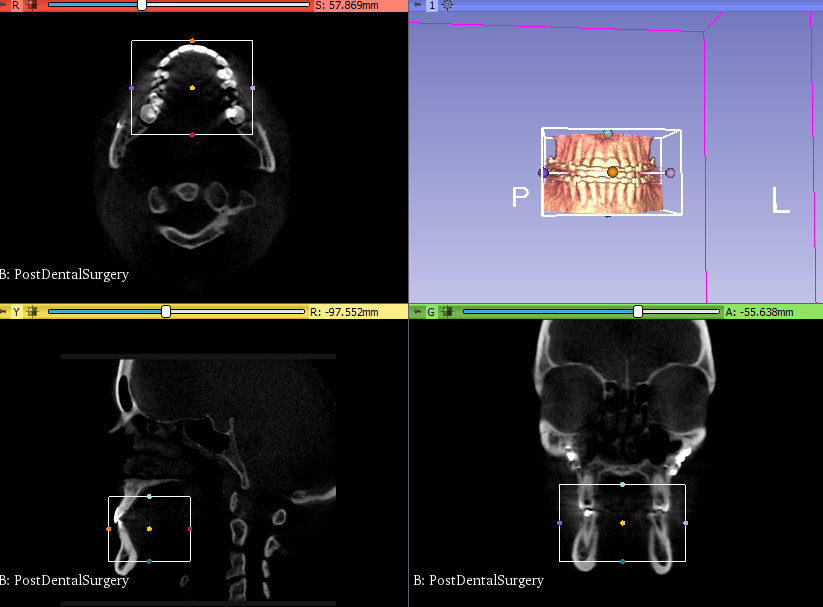 R S: 57.869mm
1
P
L
B: PostDentalSurgery
Y R: -97.552mm
G A: -55.638mm
B: PostDentalSurgery
B: PostDentalSurgery